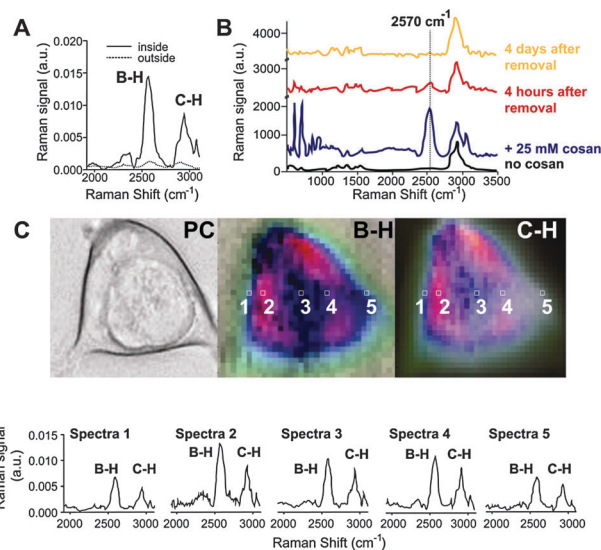 A
B
2570 cm-1
0.020
0.015
0.010
0.005
0.000
Raman signal (a.u.)
inside
outside
B-H
C-H
2000 2500 3000
Raman Shift (cm-1)
4000
3000
2000
1000
0
Raman signal (a.u.)
4 days after
removal
4 hours after
removal
+ 25 mM cosan
no cosan
1000 1500 2000 2500 3000 3500
Raman Shift (cm-1)
C
PC
B-H
C-H
1 2 3 4 5
1 2 3 4 5
Raman signal
(a.u.)
0.015
0.010
0.005
0.000
Spectra 1 Spectra 2 Spectra 3 Spectra 4 Spectra 5
B-H C-H B-H C-H B-H C-H B-H C-H B-H C-H
2000 2500 3000 2000 2500 3000 2000 2500 3000 2000 2500 3000 2000 2500 3000
Raman Shift (cm-1)